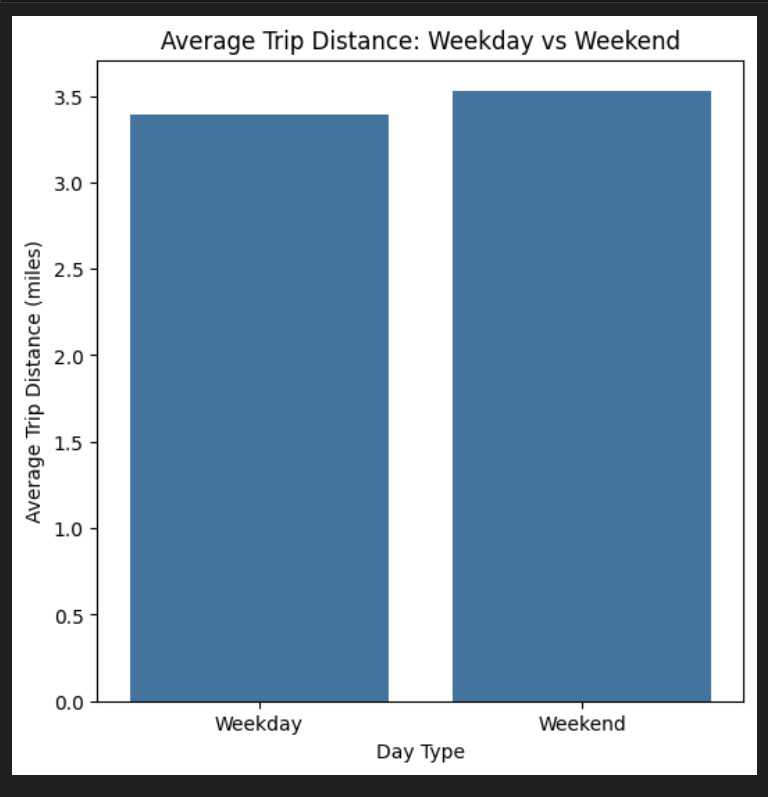 Average Trip Distance: Weekday vs Weekend
Average Trip Distance (miles)
3.5
3.0
2.5
2.0
1.5
1.0
0.5
0.0
Weekday Weekend
Day Type